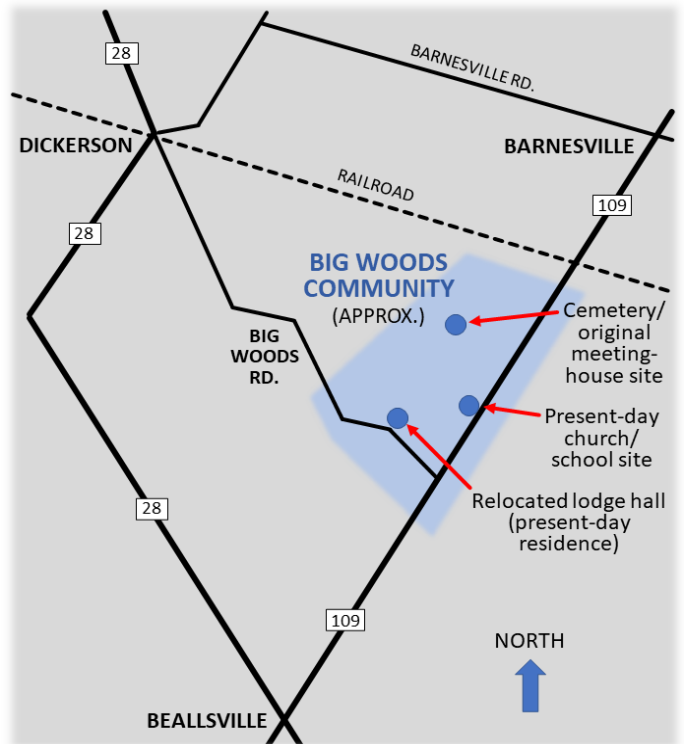 28
BARNESVILLE RD.
DICKERSON
BARNESVILLE
RAILROAD
109
28
BIG WOODS
COMMUNITY
(APPROX.)
Cemetery/
original
meeting-
house site
BIG
WOODS
RD.
Present-day
church/
school site
Relocated lodge hall
(present-day
residence)
28
109
NORTH
BEALLSVILLE